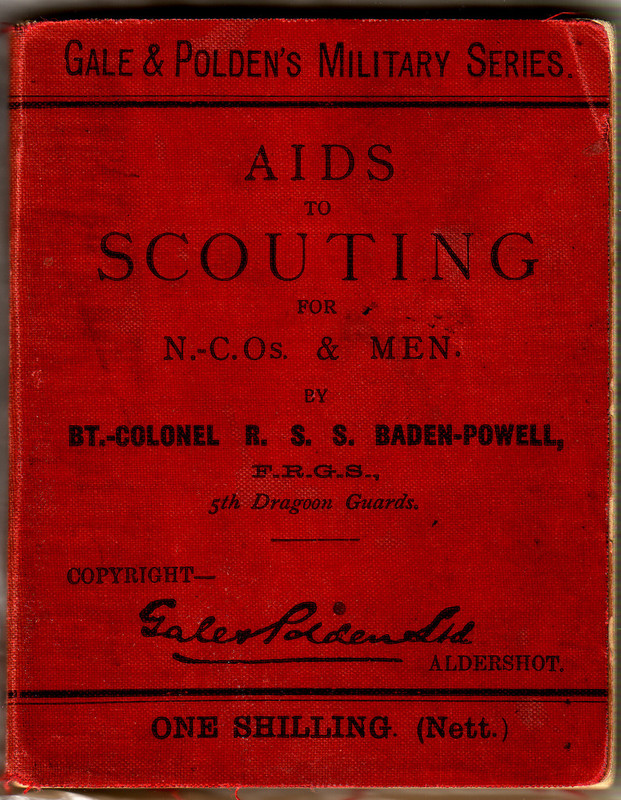 GALE & POLDEN'S MILITARY SERIES.
AIDS
TO
SCOUTING
FOR
N.-C.Os. & MEN.
BY
BT.-COLONEL R. S. S. BADEN-POWELL,
F.R.G.S.,
5th Dragoon Guards.
COPYRIGHT—
Gale & Polden Ltd
ALDERSHOT.
ONE SHILLING. (Nett.)